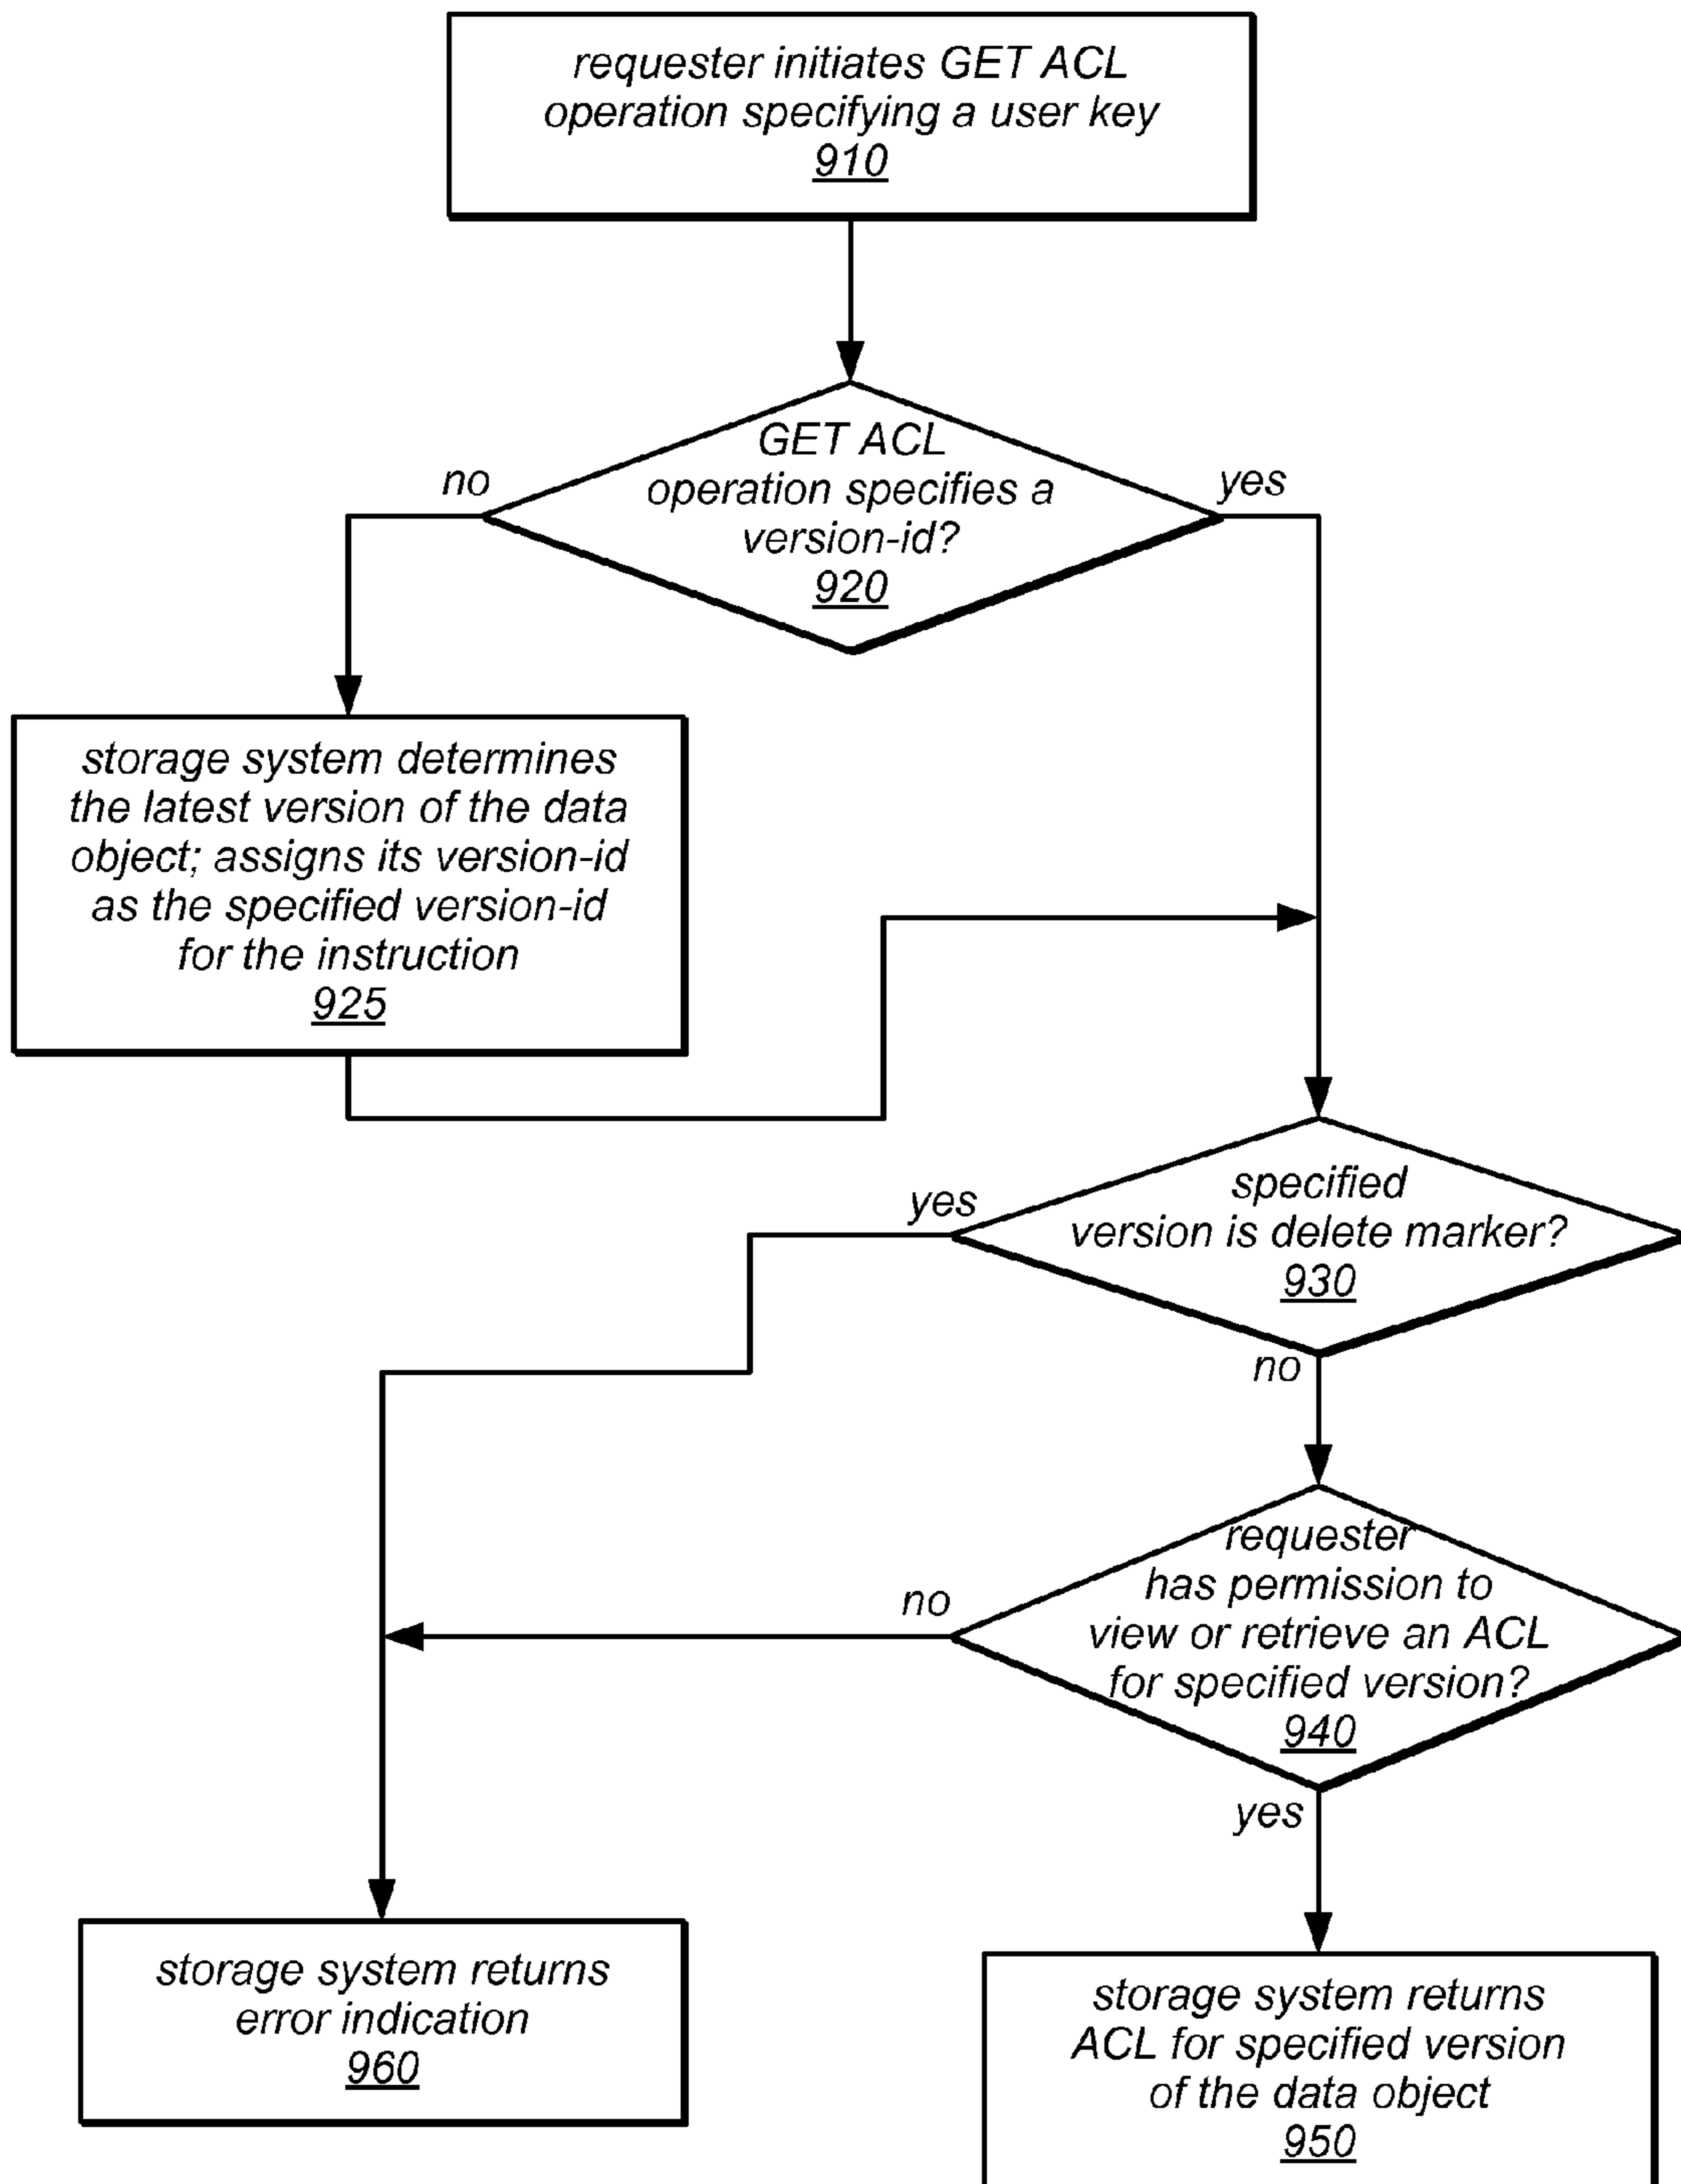 requester initiates GET ACL
operation specifying a user key
910
GET ACL
operation specifies a
version-id?
920
no
yes
storage system determines
the latest version of the data
object; assigns its version-id
as the specified version-id
for the instruction
925
specified
version is delete marker?
930
yes
no
requester
has permission to
view or retrieve an ACL
for specified version?
940
no
yes
storage system returns
error indication
960
storage system returns
ACL for specified version
of the data object
950